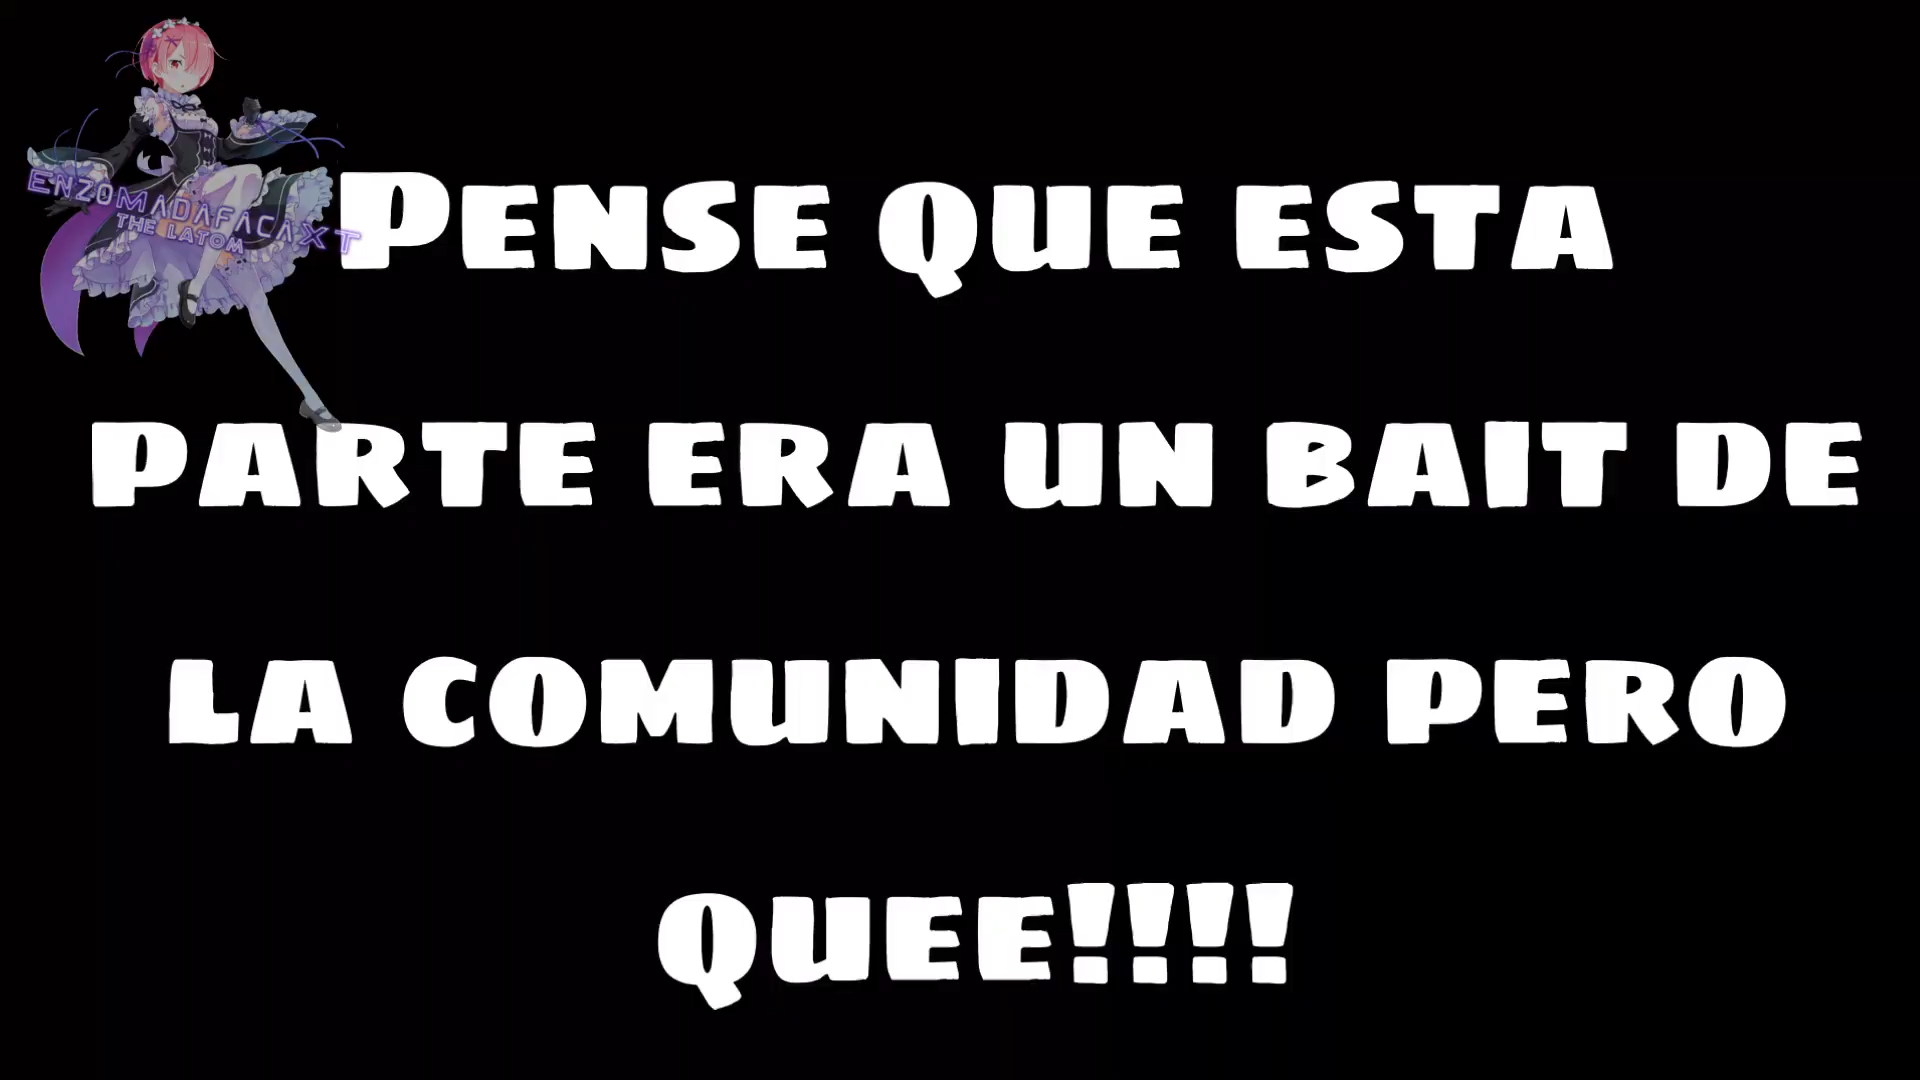 ENZOMADAFACAXT
THE LATOM
PENSE QUE ESTA
PARTE ERA UN BAIT DE
LA COMUNIDAD PERO
QUEE!!!!